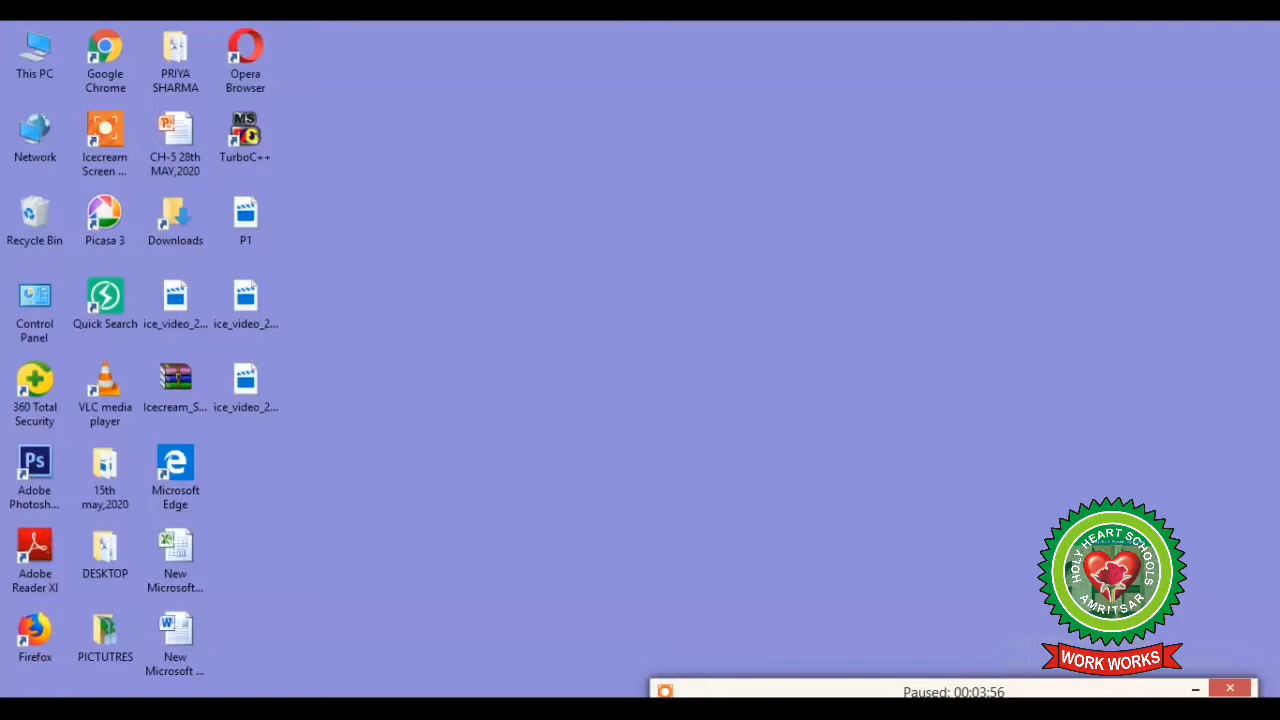 This PC
Google
Chrome
PRIYA
SHARMA
Opera
Browser
Network
Icecream
Screen ...
CH-5 28th
MAY,2020
MS
TurboC++
Recycle Bin
Picasa 3
Downloads
P1
Control
Panel
Quick Search
ice_video_2...
ice_video_2...
360 Total
Security
VLC media
player
Icecream_S...
ice_video_2...
Ps
Adobe
Photosh...
15th
may,2020
Microsoft
Edge
Adobe
Reader XI
DESKTOP
New
Microsoft...
Firefox
PICTUTRES
New
Microsoft ...
HOLY HEART SCHOOLS
AMRITSAR
WORK WORKS
Paused: 00:03:56